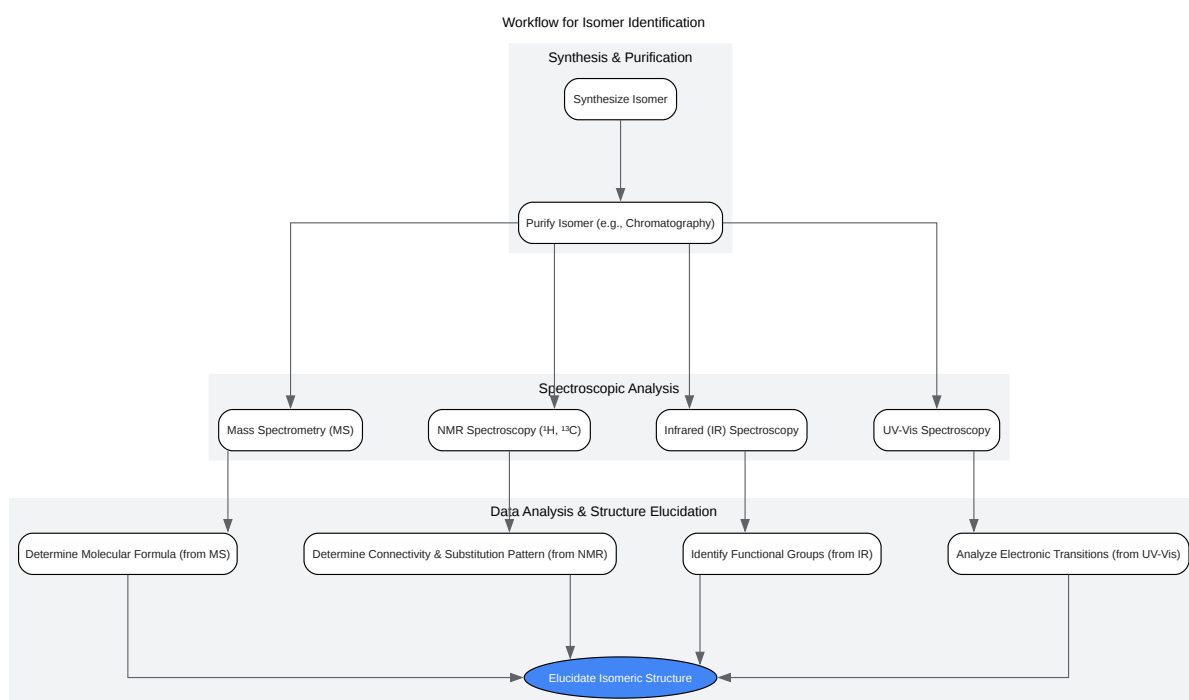 Workflow for Isomer Identification
Synthesis & Purification
Synthesize Isomer
Purify Isomer (e.g., Chromatography)
Spectroscopic Analysis
Mass Spectrometry (MS)
NMR Spectroscopy (¹H, ¹³C)
Infrared (IR) Spectroscopy
UV-Vis Spectroscopy
Data Analysis & Structure Elucidation
Determine Molecular Formula (from MS)
Determine Connectivity & Substitution Pattern (from NMR)
Identify Functional Groups (from IR)
Analyze Electronic Transitions (from UV-Vis)
Elucidate Isomeric Structure